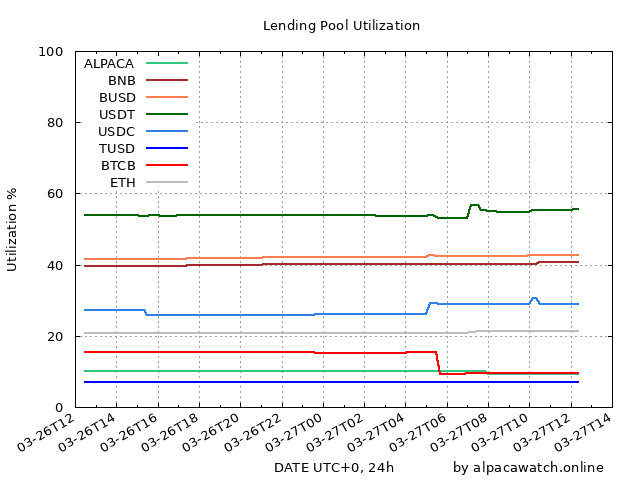 Lending Pool Utilization
100
80
60
40
20
0
Utilization %
ALPACA
BNB
BUSD
USDT
USDC
TUSD
BTCB
ETH
03-26T12
03-26T14
03-26T16
03-26T18
03-26T20
03-26T22
03-27T00
03-27T02
03-27T04
03-27T06
03-27T08
03-27T10
03-27T12
03-27T14
DATE UTC+0, 24h
by alpacawatch.online